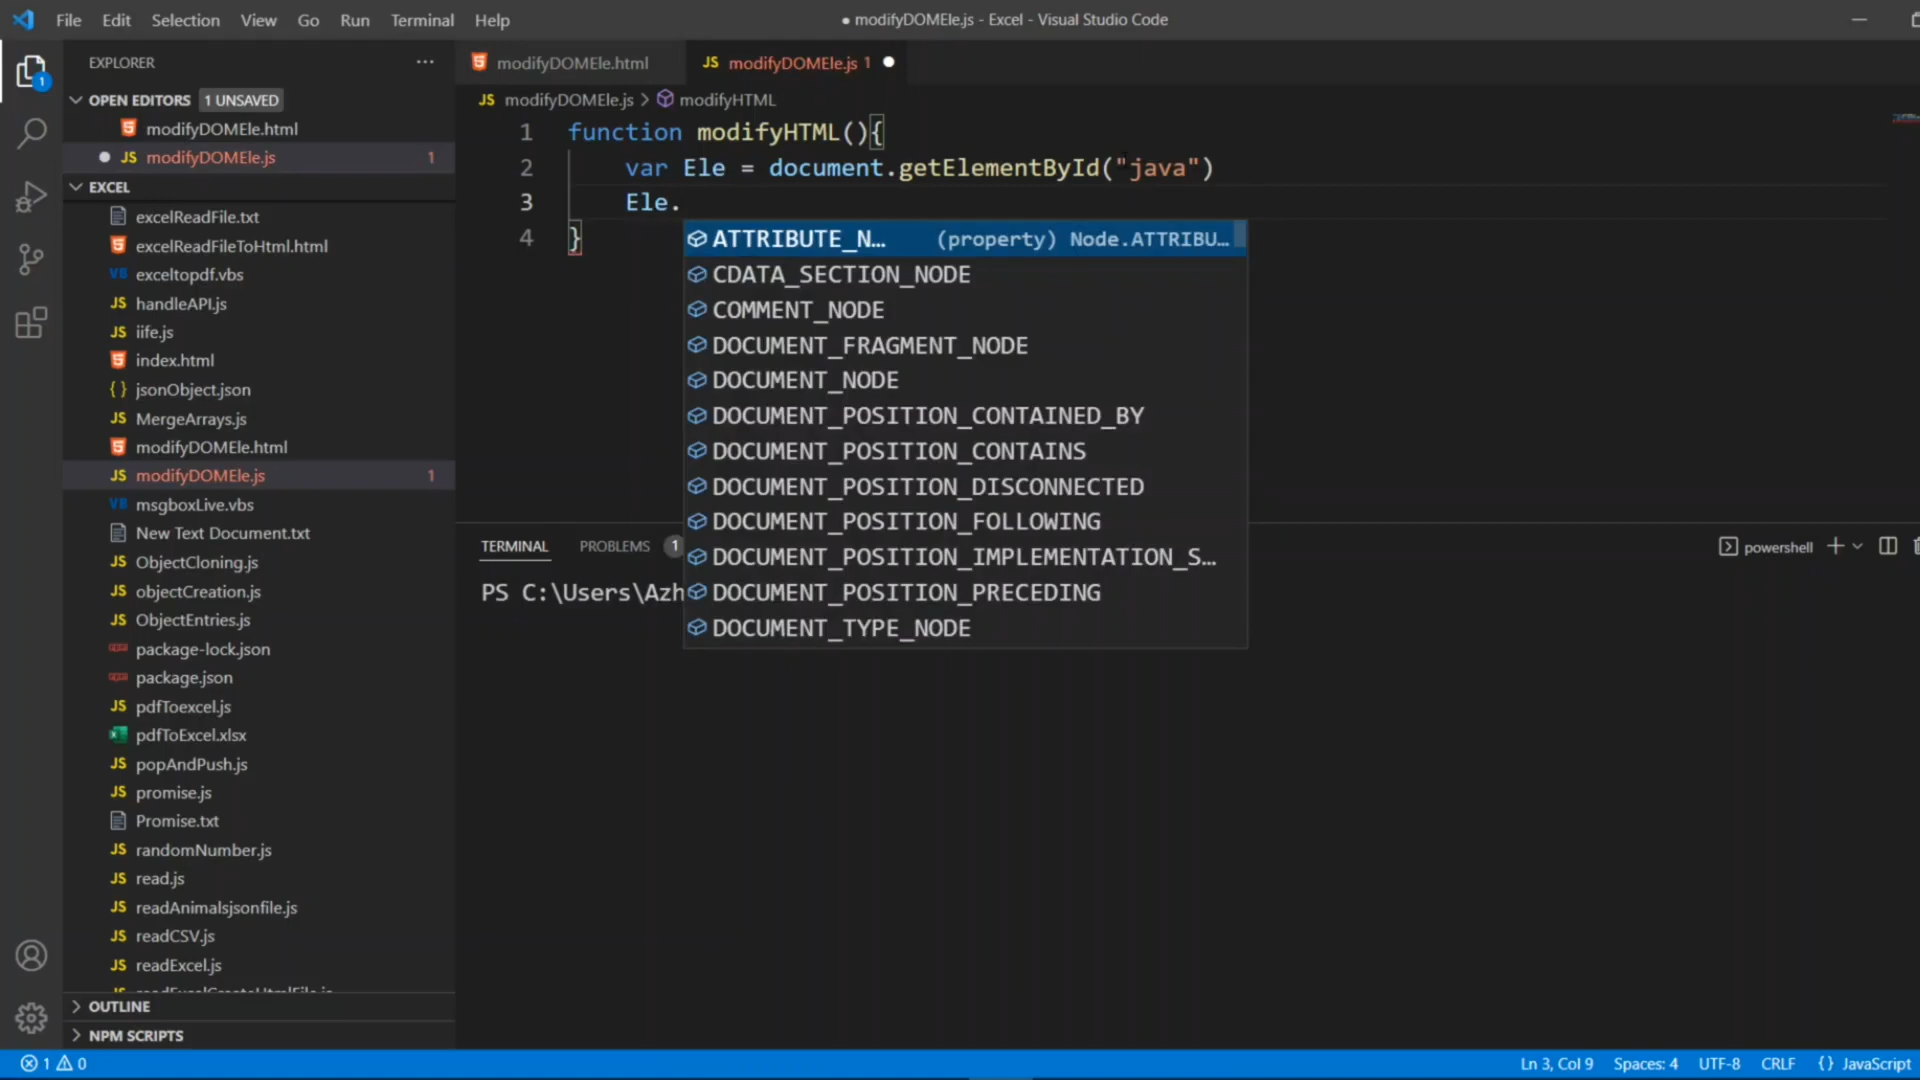 File Edit Selection View Go Run Terminal Help
● modifyDOMEle.js - Excel - Visual Studio Code
EXPLORER ···
OPEN EDITORS 1 UNSAVED
modifyDOMEle.html
JS modifyDOMEle.js 1
EXCEL
excelReadFile.txt
excelReadFileToHtml.html
VB exceltopdf.vbs
JS handleAPI.js
JS iife.js
index.html
{ } jsonObject.json
JS MergeArrays.js
modifyDOMEle.html
JS modifyDOMEle.js 1
VB msgboxLive.vbs
New Text Document.txt
JS ObjectCloning.js
JS objectCreation.js
JS ObjectEntries.js
package-lock.json
package.json
JS pdfToexcel.js
pdfToExcel.xlsx
JS popAndPush.js
JS promise.js
Promise.txt
JS randomNumber.js
JS read.js
JS readAnimalsjsonfile.js
JS readCSV.js
JS readExcel.js
OUTLINE
NPM SCRIPTS
1
modifyDOMEle.html
JS modifyDOMEle.js 1 ●
JS modifyDOMEle.js > modifyHTML
1 function modifyHTML(){
2 var Ele = document.getElementById("java")
3 Ele.
4 }
ATTRIBUTE_N… (property) Node.ATTRIBU…
CDATA_SECTION_NODE
COMMENT_NODE
DOCUMENT_FRAGMENT_NODE
DOCUMENT_NODE
DOCUMENT_POSITION_CONTAINED_BY
DOCUMENT_POSITION_CONTAINS
DOCUMENT_POSITION_DISCONNECTED
DOCUMENT_POSITION_FOLLOWING
DOCUMENT_POSITION_IMPLEMENTATION_S…
DOCUMENT_POSITION_PRECEDING
DOCUMENT_TYPE_NODE
TERMINAL PROBLEMS 1
powershell
PS C:\Users\Azh
1 0
Ln 3, Col 9 Spaces: 4 UTF-8 CRLF { } JavaScript